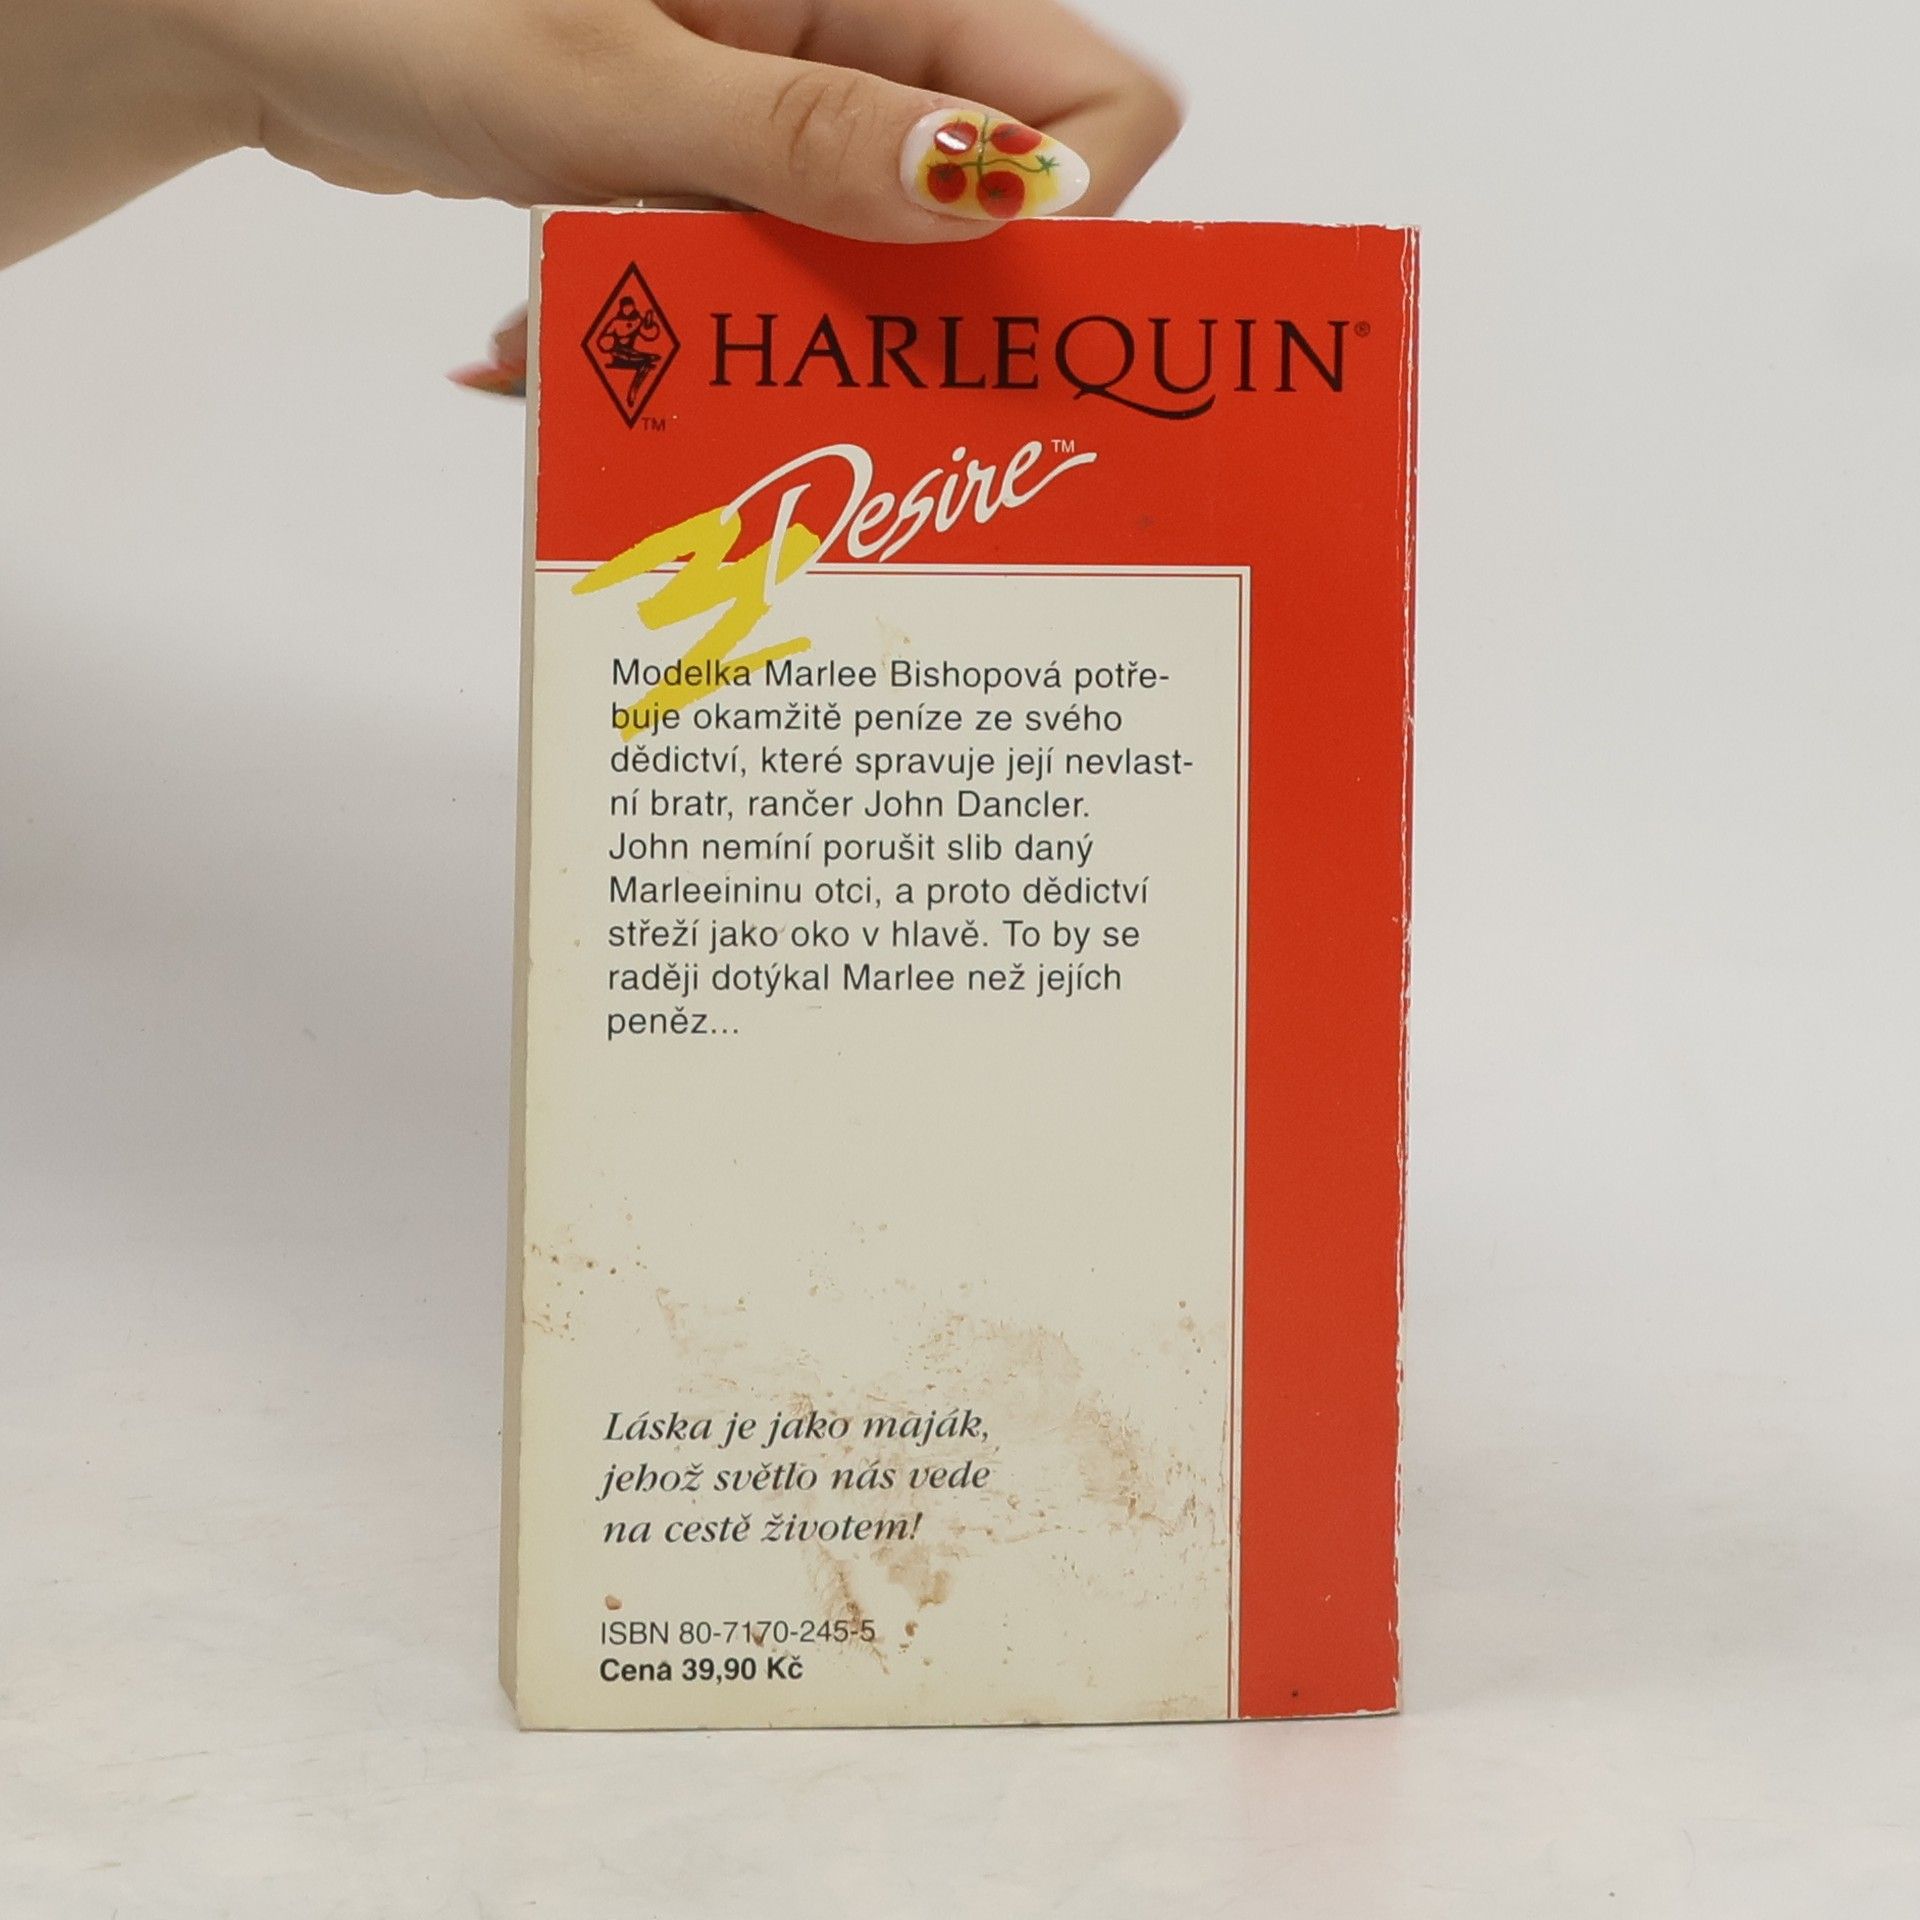 HARLEQUIN®
TM
Desire™
Modelka Marlee Bishopová potře-
buje okamžitě peníze ze svého
dědictví, které spravuje její nevlast-
ní bratr, rančer John Dancler.
John nemíní porušit slib daný
Marleeininu otci, a proto dědictví
střeží jako oko v hlavě. To by se
raději dotýkal Marlee než jejích
peněz...
Láska je jako maják,
jehož světlo nás vede
na cestě životem!
ISBN 80-7170-245-5
Cena 39,90 Kč